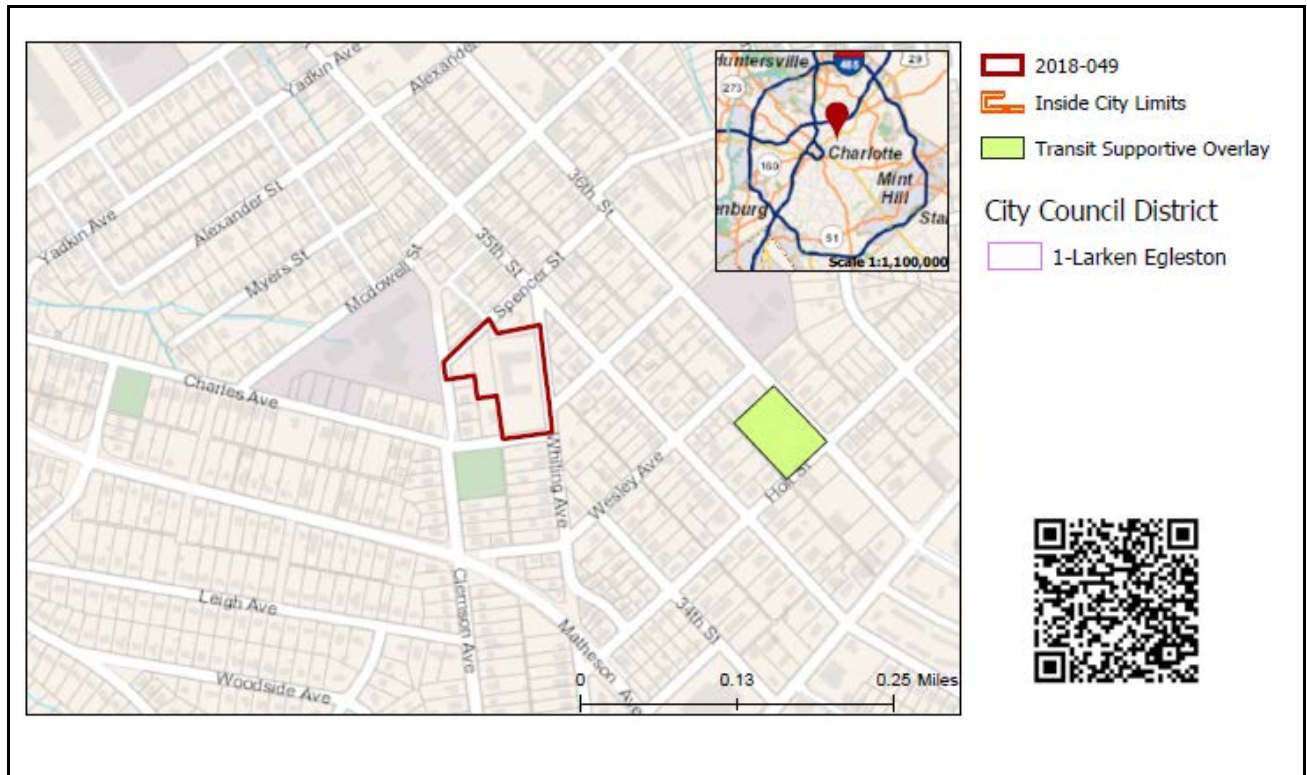 Yadkin Ave
Alexander
Huntersville
485
29
273
Charlotte
160
Mint
Hill
enburg
Sta
51
Scale 1:1,100,000
2018-049
Inside City Limits
Transit Supportive Overlay
City Council District
1-Larken Egleston
36th St
Alexander St
Yadkin Ave
35th St
Myers St
Mcdowell St
Spencer St
Charles Ave
Whiting Ave
Wesley Ave
Holt St
Clemson Ave
Leigh Ave
34th St
Matheson Ave
Woodside Ave
0 0.13 0.25 Miles